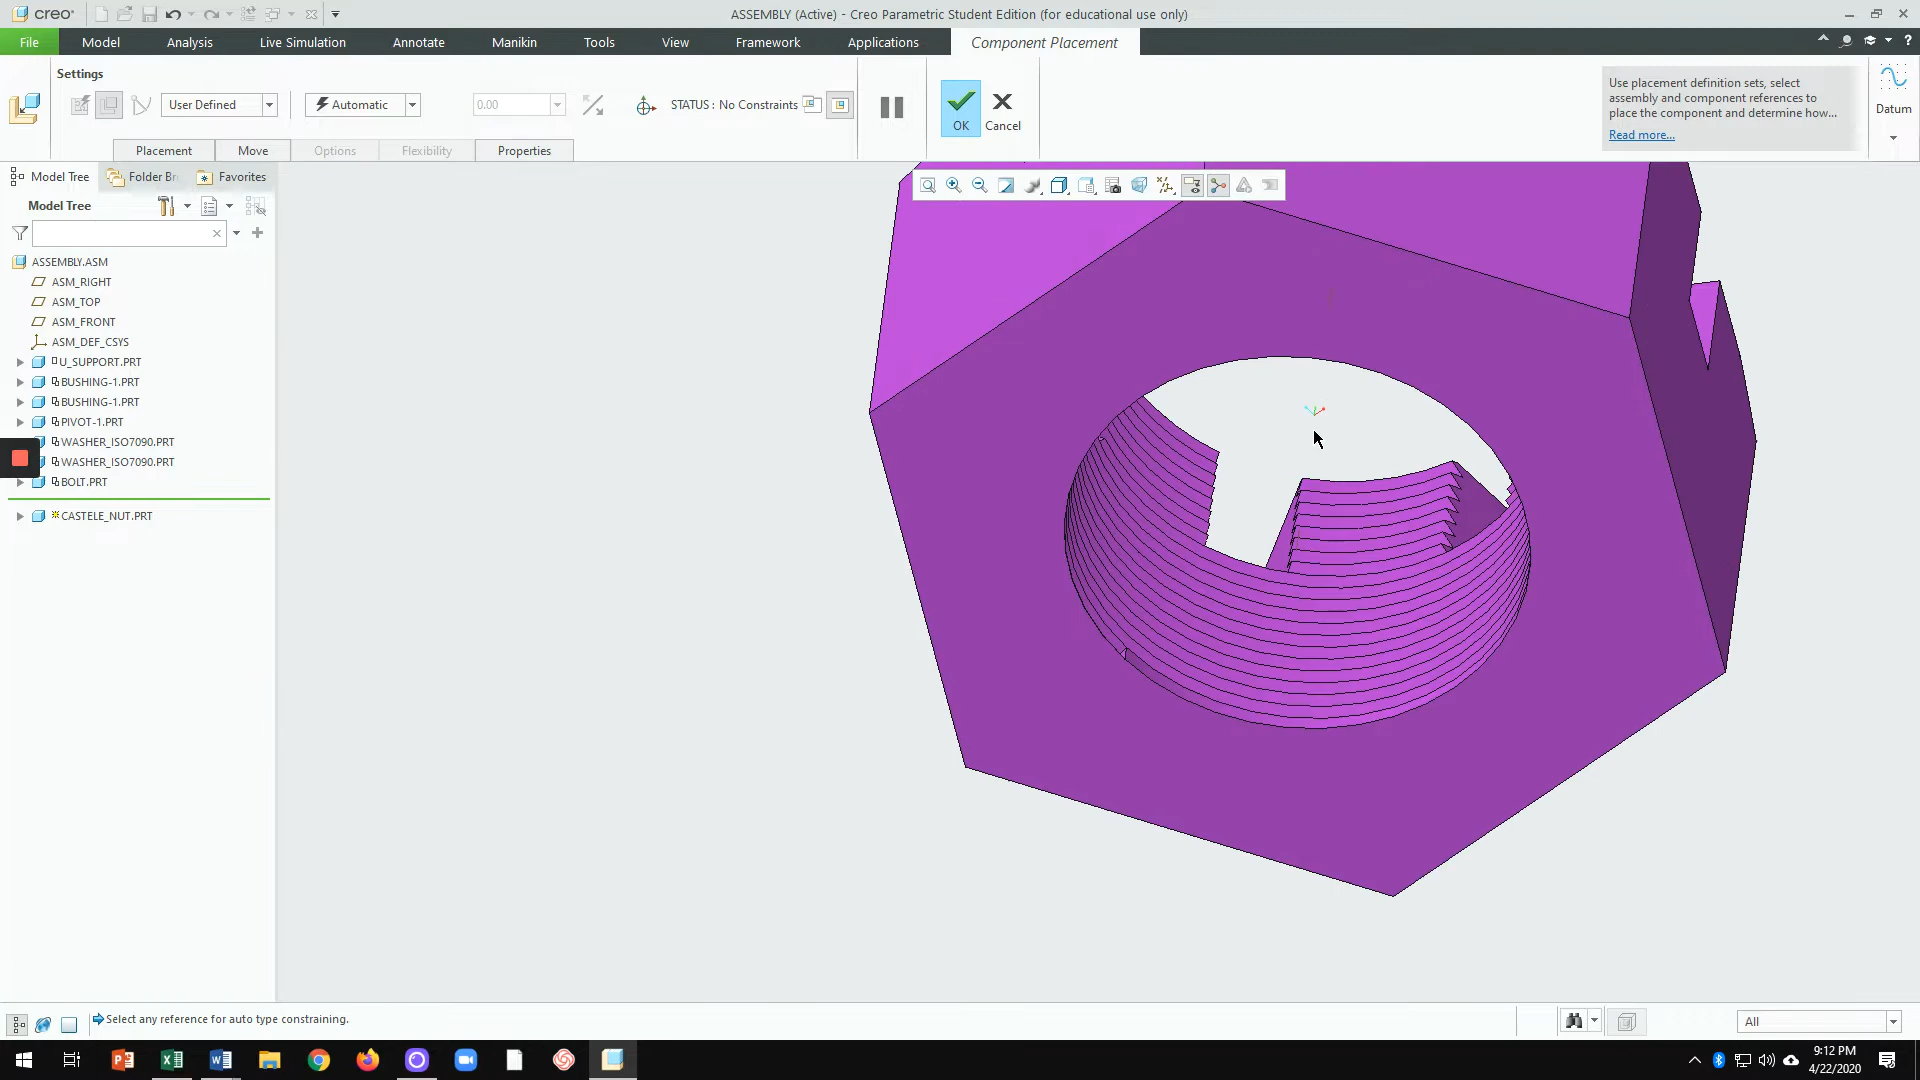 creo
ASSEMBLY (Active) - Creo Parametric Student Edition (for educational use only)
File
Model
Analysis
Live Simulation
Annotate
Manikin
Tools
View
Framework
Applications
Component Placement
Settings
User Defined
Automatic
0.00
STATUS : No Constraints
OK
Cancel
Use placement definition sets, select
assembly and component references to
place the component and determine how...
Read more...
Datum
Placement
Move
Options
Flexibility
Properties
Model Tree
Folder Br
Favorites
Model Tree
ASSEMBLY.ASM
ASM_RIGHT
ASM_TOP
ASM_FRONT
ASM_DEF_CSYS
U_SUPPORT.PRT
BUSHING-1.PRT
BUSHING-1.PRT
PIVOT-1.PRT
WASHER_ISO7090.PRT
WASHER_ISO7090.PRT
BOLT.PRT
CASTELE_NUT.PRT
Select any reference for auto type constraining.
All
9:12 PM
4/22/2020